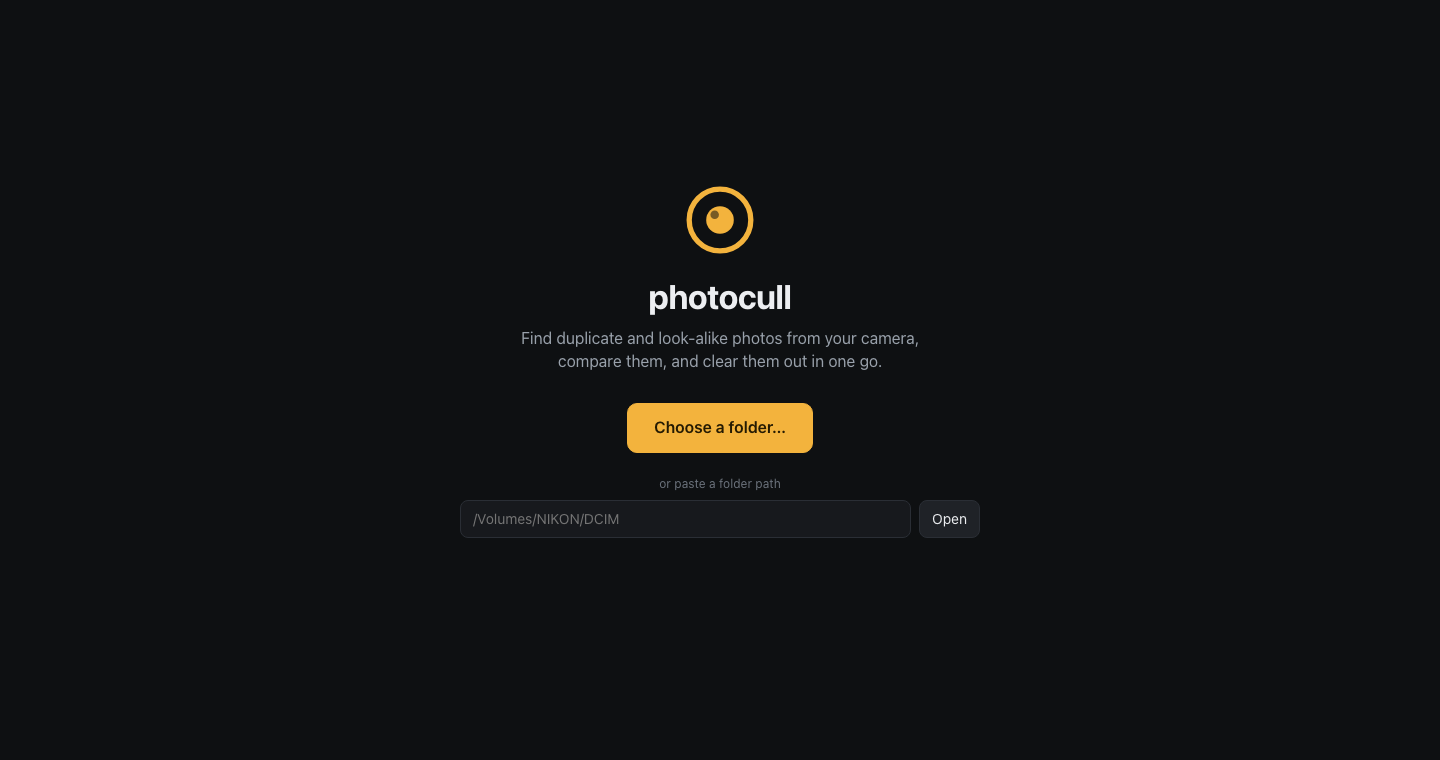 photocull
Find duplicate and look-alike photos from your camera,
compare them, and clear them out in one go.
Choose a folder...
or paste a folder path
/Volumes/NIKON/DCIM
Open